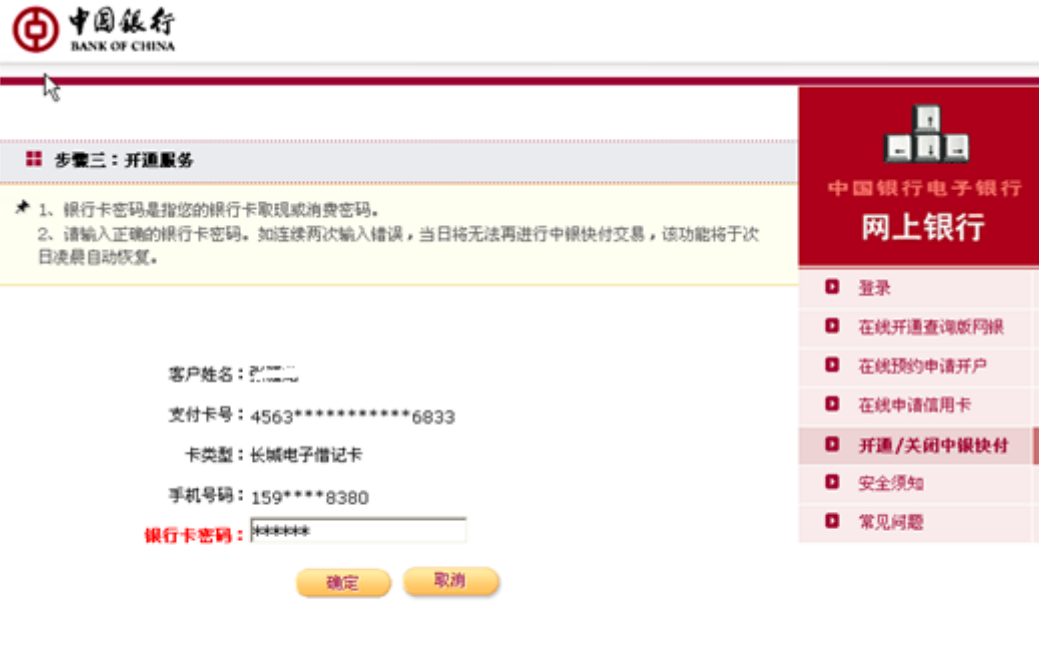 中国银行
BANK OF CHINA
步骤三：开通服务
1、银行卡密码是指您的银行卡取现或消费密码。
2、请输入正确的银行卡密码。如连续两次输入错误，当日将无法再进行中银快付交易，该功能将于次
日凌晨自动恢复。
客户姓名：
支付卡号：4563***********6833
卡类型：长城电子借记卡
手机号码：159****8380
银行卡密码：******
确定 取消
中国银行电子银行
网上银行
登录
在线开通查询版网银
在线预约申请开户
在线申请信用卡
开通/关闭中银快付
安全须知
常见问题